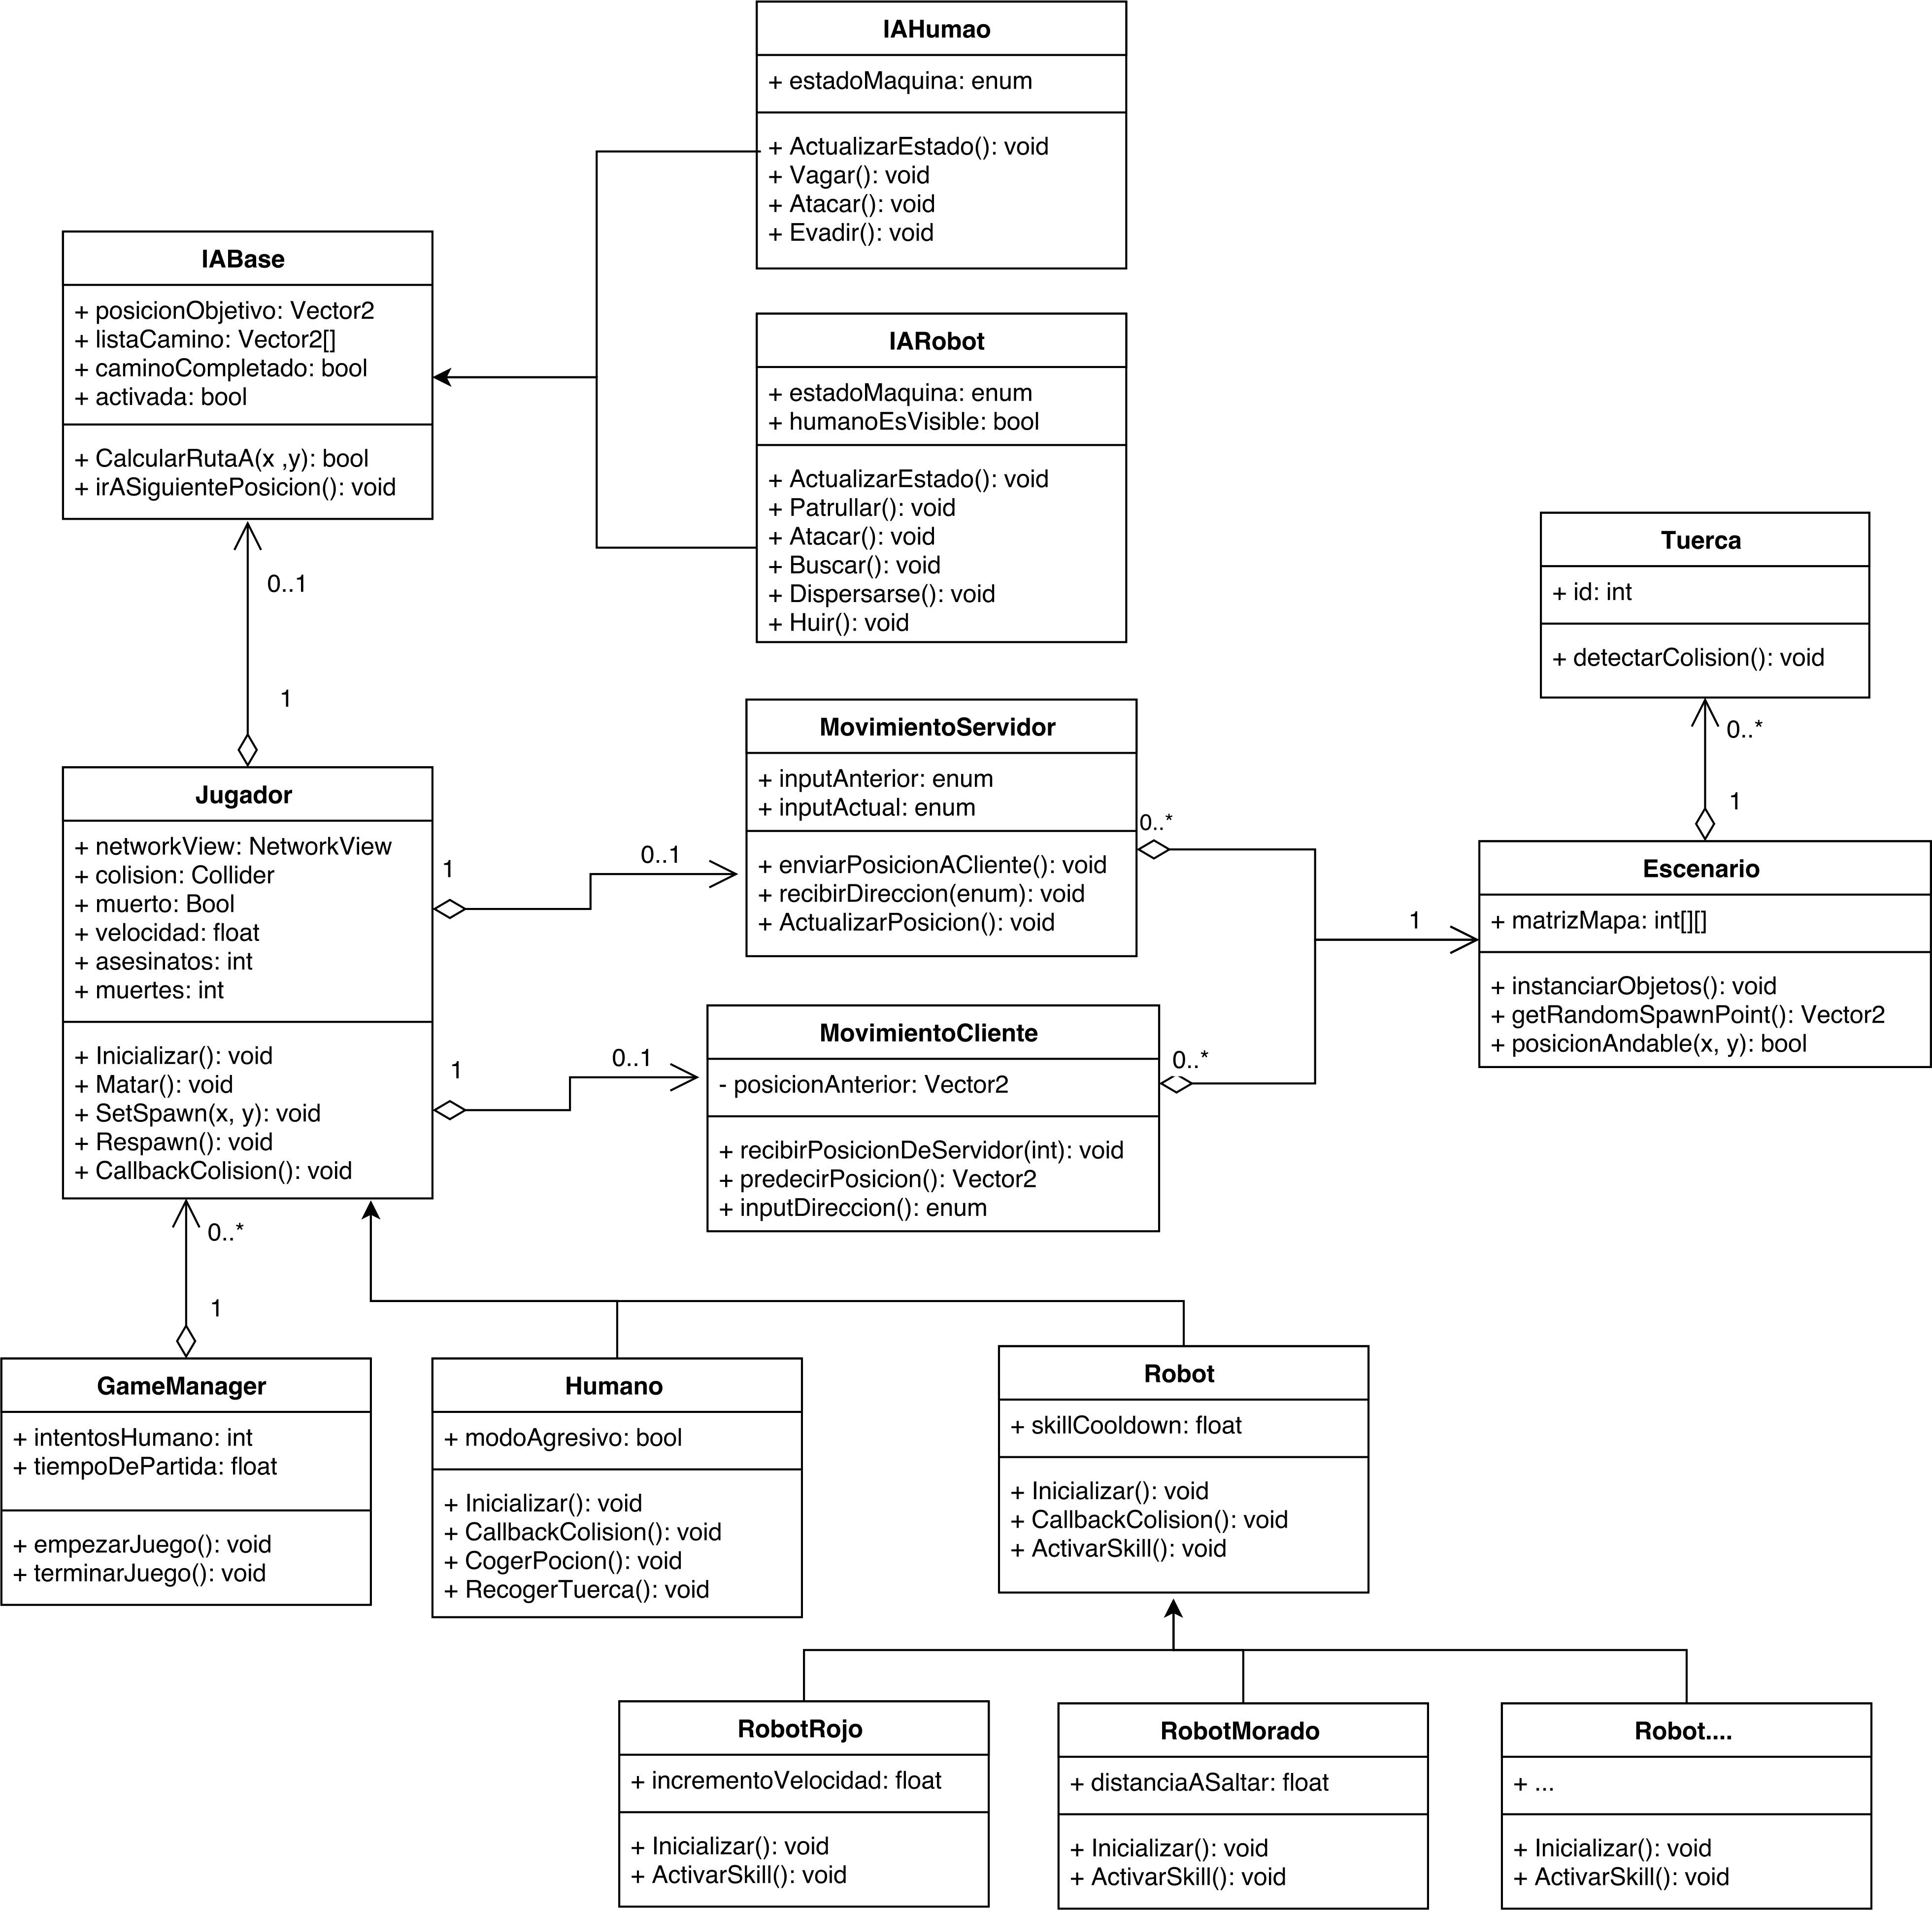 IAHumao
+ estadoMaquina: enum
+ ActualizarEstado(): void
+ Vagar(): void
+ Atacar(): void
+ Evadir(): void
IABase
+ posicionObjetivo: Vector2
+ listaCamino: Vector2[]
+ caminoCompletado: bool
+ activada: bool
+ CalcularRutaA(x ,y): bool
+ irASiguientePosicion(): void
IARobot
+ estadoMaquina: enum
+ humanoEsVisible: bool
+ ActualizarEstado(): void
+ Patrullar(): void
+ Atacar(): void
+ Buscar(): void
+ Dispersarse(): void
+ Huir(): void
0..1
1
Tuerca
+ id: int
+ detectarColision(): void
0..*
1
Jugador
+ networkView: NetworkView
+ colision: Collider
+ muerto: Bool
+ velocidad: float
+ asesinatos: int
+ muertes: int
+ Inicializar(): void
+ Matar(): void
+ SetSpawn(x, y): void
+ Respawn(): void
+ CallbackColision(): void
1
0..1
MovimientoServidor
+ inputAnterior: enum
+ inputActual: enum
+ enviarPosicionACliente(): void
+ recibirDireccion(enum): void
+ ActualizarPosicion(): void
0..*
1
Escenario
+ matrizMapa: int[][]
+ instanciarObjetos(): void
+ getRandomSpawnPoint(): Vector2
+ posicionAndable(x, y): bool
1
0..1
MovimientoCliente
- posicionAnterior: Vector2
+ recibirPosicionDeServidor(int): void
+ predecirPosicion(): Vector2
+ inputDireccion(): enum
0..*
0..*
1
GameManager
+ intentosHumano: int
+ tiempoDePartida: float
+ empezarJuego(): void
+ terminarJuego(): void
Humano
+ modoAgresivo: bool
+ Inicializar(): void
+ CallbackColision(): void
+ CogerPocion(): void
+ RecogerTuerca(): void
Robot
+ skillCooldown: float
+ Inicializar(): void
+ CallbackColision(): void
+ ActivarSkill(): void
RobotRojo
+ incrementoVelocidad: float
+ Inicializar(): void
+ ActivarSkill(): void
RobotMorado
+ distanciaASaltar: float
+ Inicializar(): void
+ ActivarSkill(): void
Robot....
+ ...
+ Inicializar(): void
+ ActivarSkill(): void